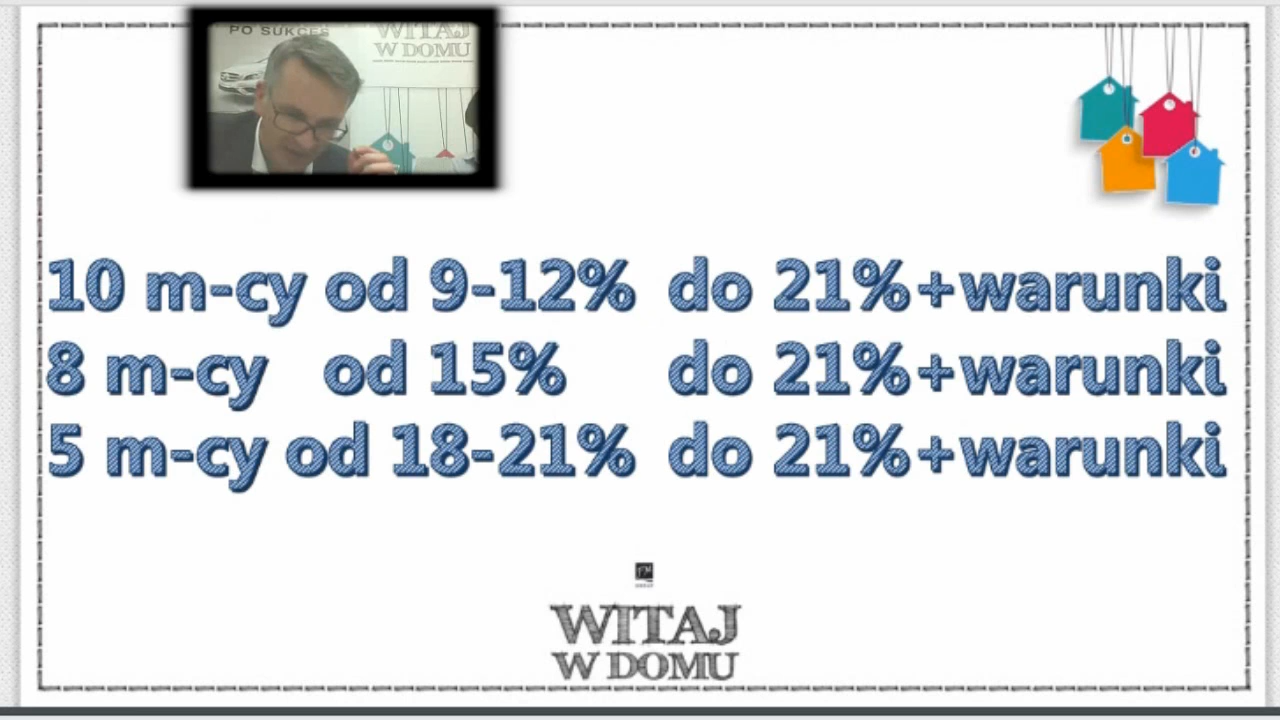 PO SUKCES
WITAJ
W DOMU
10 m-cy od 9-12% do 21%+warunki
8 m-cy od 15% do 21%+warunki
5 m-cy od 18-21% do 21%+warunki
WITAJ
W DOMU